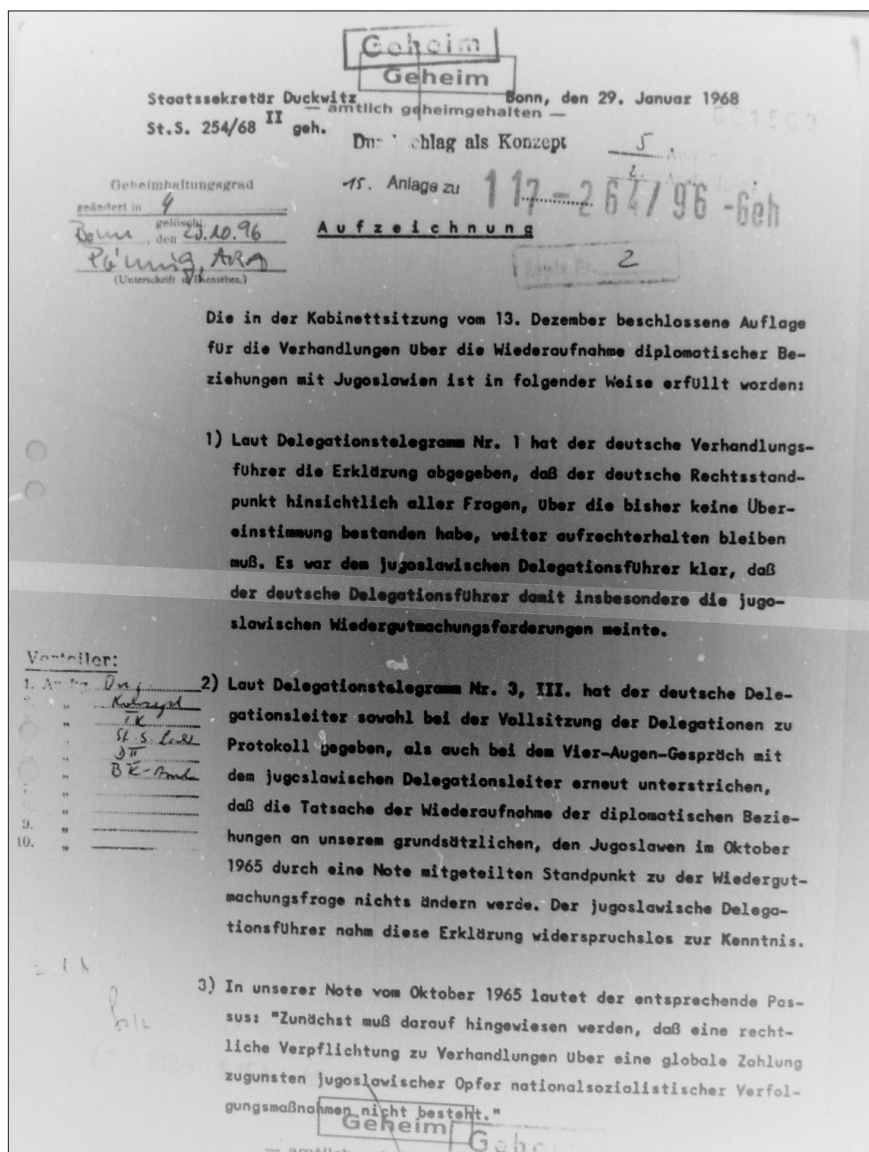 Geheim
Geheim
Staatssekretär Duckwitz
Bonn, den 29. Januar 1968
— amtlich geheimgehalten —
St.S. 254/68 II geh.
Durchschlag als Konzept
5
2.
15. Anlage zu
117-264/96-Geh
Geheimhaltungsgrad
geändert in 4
gelöscht
Bonn, den 23.10.96
(Unterschrift u. Dienstbez.)
Aufzeichnung
2
Die in der Kabinettsitzung vom 13. Dezember beschlossene Auflage
für die Verhandlungen über die Wiederaufnahme diplomatischer Be-
ziehungen mit Jugoslawien ist in folgender Weise erfüllt worden:
1) Laut Delegationstelegramm Nr. 1 hat der deutsche Verhandlungs-
führer die Erklärung abgegeben, daß der deutsche Rechtsstand-
punkt hinsichtlich aller Fragen, über die bisher keine Über-
einstimmung bestanden habe, weiter aufrechterhalten bleiben
muß. Es war dem jugoslawischen Delegationsführer klar, daß
der deutsche Delegationsführer damit insbesondere die jugo-
slawischen Wiedergutmachungsforderungen meinte.
Verteiler:
1.
Konzept
9. "
10. "
2) Laut Delegationstelegramm Nr. 3, III. hat der deutsche Dele-
gationsleiter sowohl bei der Vollsitzung der Delegationen zu
Protokoll gegeben, als auch bei dem Vier-Augen-Gespräch mit
dem jugoslawischen Delegationsleiter erneut unterstrichen,
daß die Tatsache der Wiederaufnahme der diplomatischen Bezie-
hungen an unserem grundsätzlichen, den Jugoslawen im Oktober
1965 durch eine Note mitgeteilten Standpunkt zu der Wiedergut-
machungsfrage nichts ändern werde. Der jugoslawische Delega-
tionsführer nahm diese Erklärung widerspruchslos zur Kenntnis.
3) In unserer Note vom Oktober 1965 lautet der entsprechende Pas-
sus: "Zunächst muß darauf hingewiesen werden, daß eine recht-
liche Verpflichtung zu Verhandlungen über eine globale Zahlung
zugunsten jugoslawischer Opfer nationalsozialistischer Verfol-
gungsmaßnahmen nicht besteht."
Geheim
Gehe
— amtlich